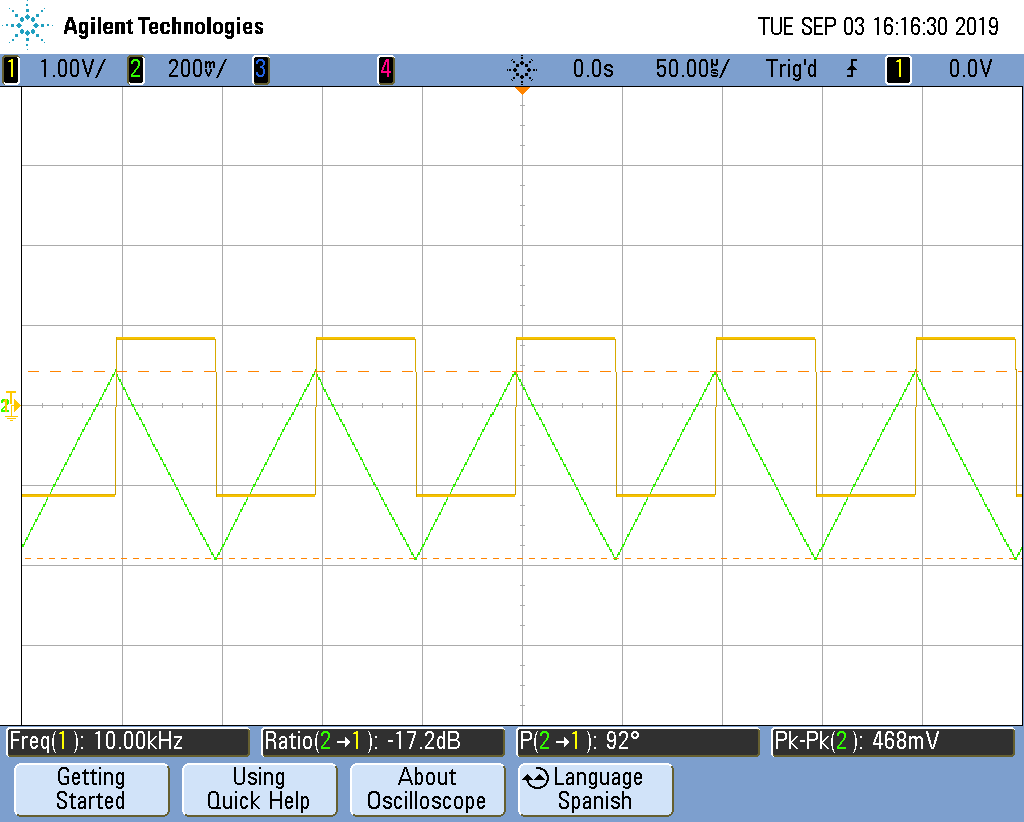 Agilent Technologies TUE SEP 03 16:16:30 2019
1 1.00V/ 2 200mV/ 3 4 0.0s 50.00us/ Trig'd 1 0.0V
2
Freq(1): 10.00kHz Ratio(2→1): -17.2dB P(2→1): 92° Pk-Pk(2): 468mV
Getting Started
Using Quick Help
About Oscilloscope
Language Spanish